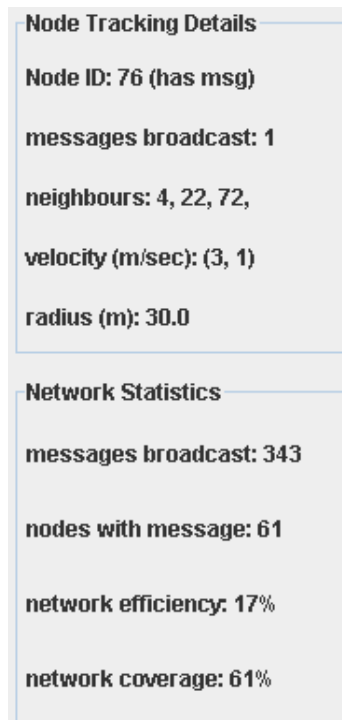 Node Tracking Details
Node ID: 76 (has msg)
messages broadcast: 1
neighbours: 4, 22, 72,
velocity (m/sec): (3, 1)
radius (m): 30.0
Network Statistics
messages broadcast: 343
nodes with message: 61
network efficiency: 17%
network coverage: 61%